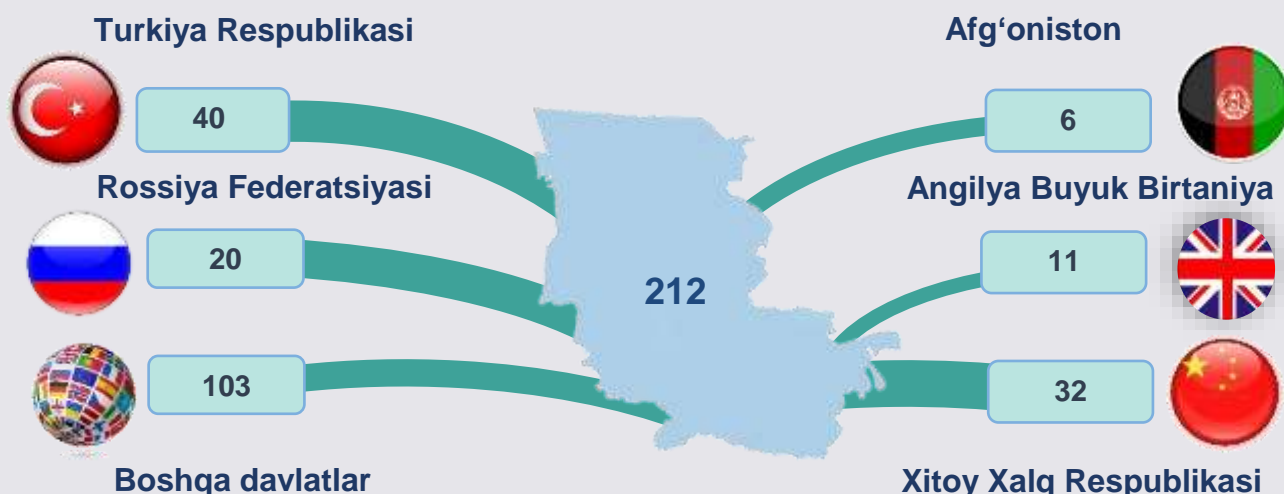 Turkiya Respublikasi
40
Rossiya Federatsiyasi
20
103
Boshqa davlatlar
212
Afg‘oniston
6
Angilya Buyuk Birtaniya
11
32
Xitoy Xalq Respublikasi